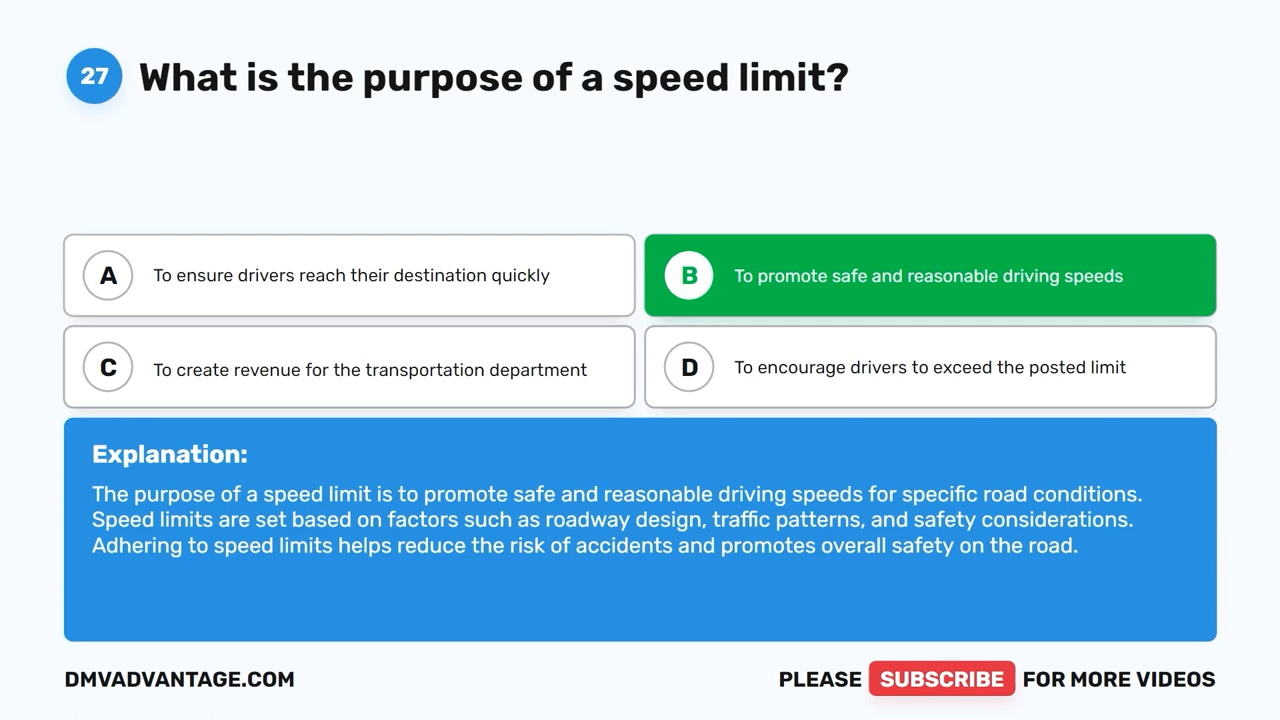 27
What is the purpose of a speed limit?
A
To ensure drivers reach their destination quickly
B
To promote safe and reasonable driving speeds
C
To create revenue for the transportation department
D
To encourage drivers to exceed the posted limit
Explanation:
The purpose of a speed limit is to promote safe and reasonable driving speeds for specific road conditions.
Speed limits are set based on factors such as roadway design, traffic patterns, and safety considerations.
Adhering to speed limits helps reduce the risk of accidents and promotes overall safety on the road.
DMVADVANTAGE.COM
PLEASE SUBSCRIBE FOR MORE VIDEOS